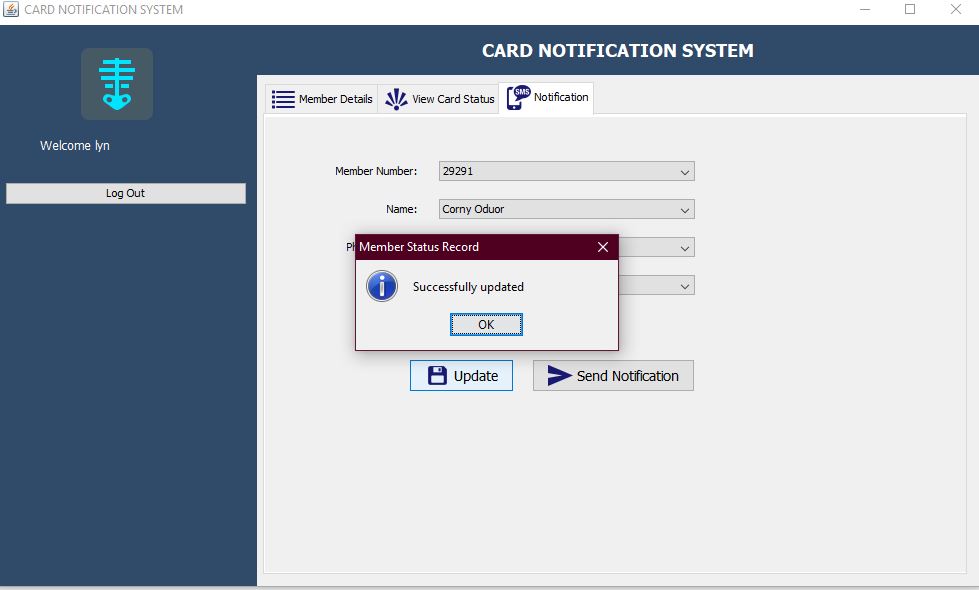 CARD NOTIFICATION SYSTEM
CARD NOTIFICATION SYSTEM
Welcome lyn
Log Out
Member Details
View Card Status
SMS
Notification
Member Number:
29291
Name:
Corny Oduor
Member Status Record
Successfully updated
OK
Update
Send Notification